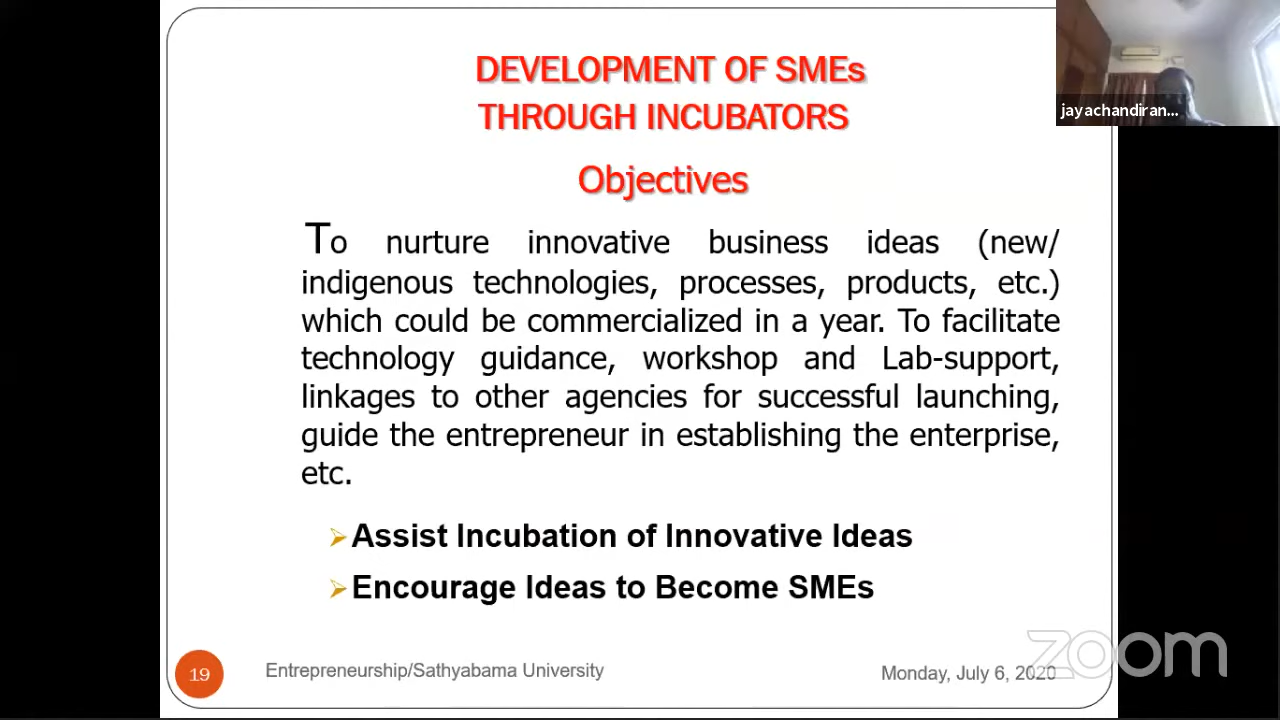 DEVELOPMENT OF SMEs
THROUGH INCUBATORS
jayachandiran...
Objectives
To nurture innovative business ideas (new/
indigenous technologies, processes, products, etc.)
which could be commercialized in a year. To facilitate
technology guidance, workshop and Lab-support,
linkages to other agencies for successful launching,
guide the entrepreneur in establishing the enterprise,
etc.
Assist Incubation of Innovative Ideas
Encourage Ideas to Become SMEs
19
Entrepreneurship/Sathyabama University
Monday, July 6, 2020
zoom